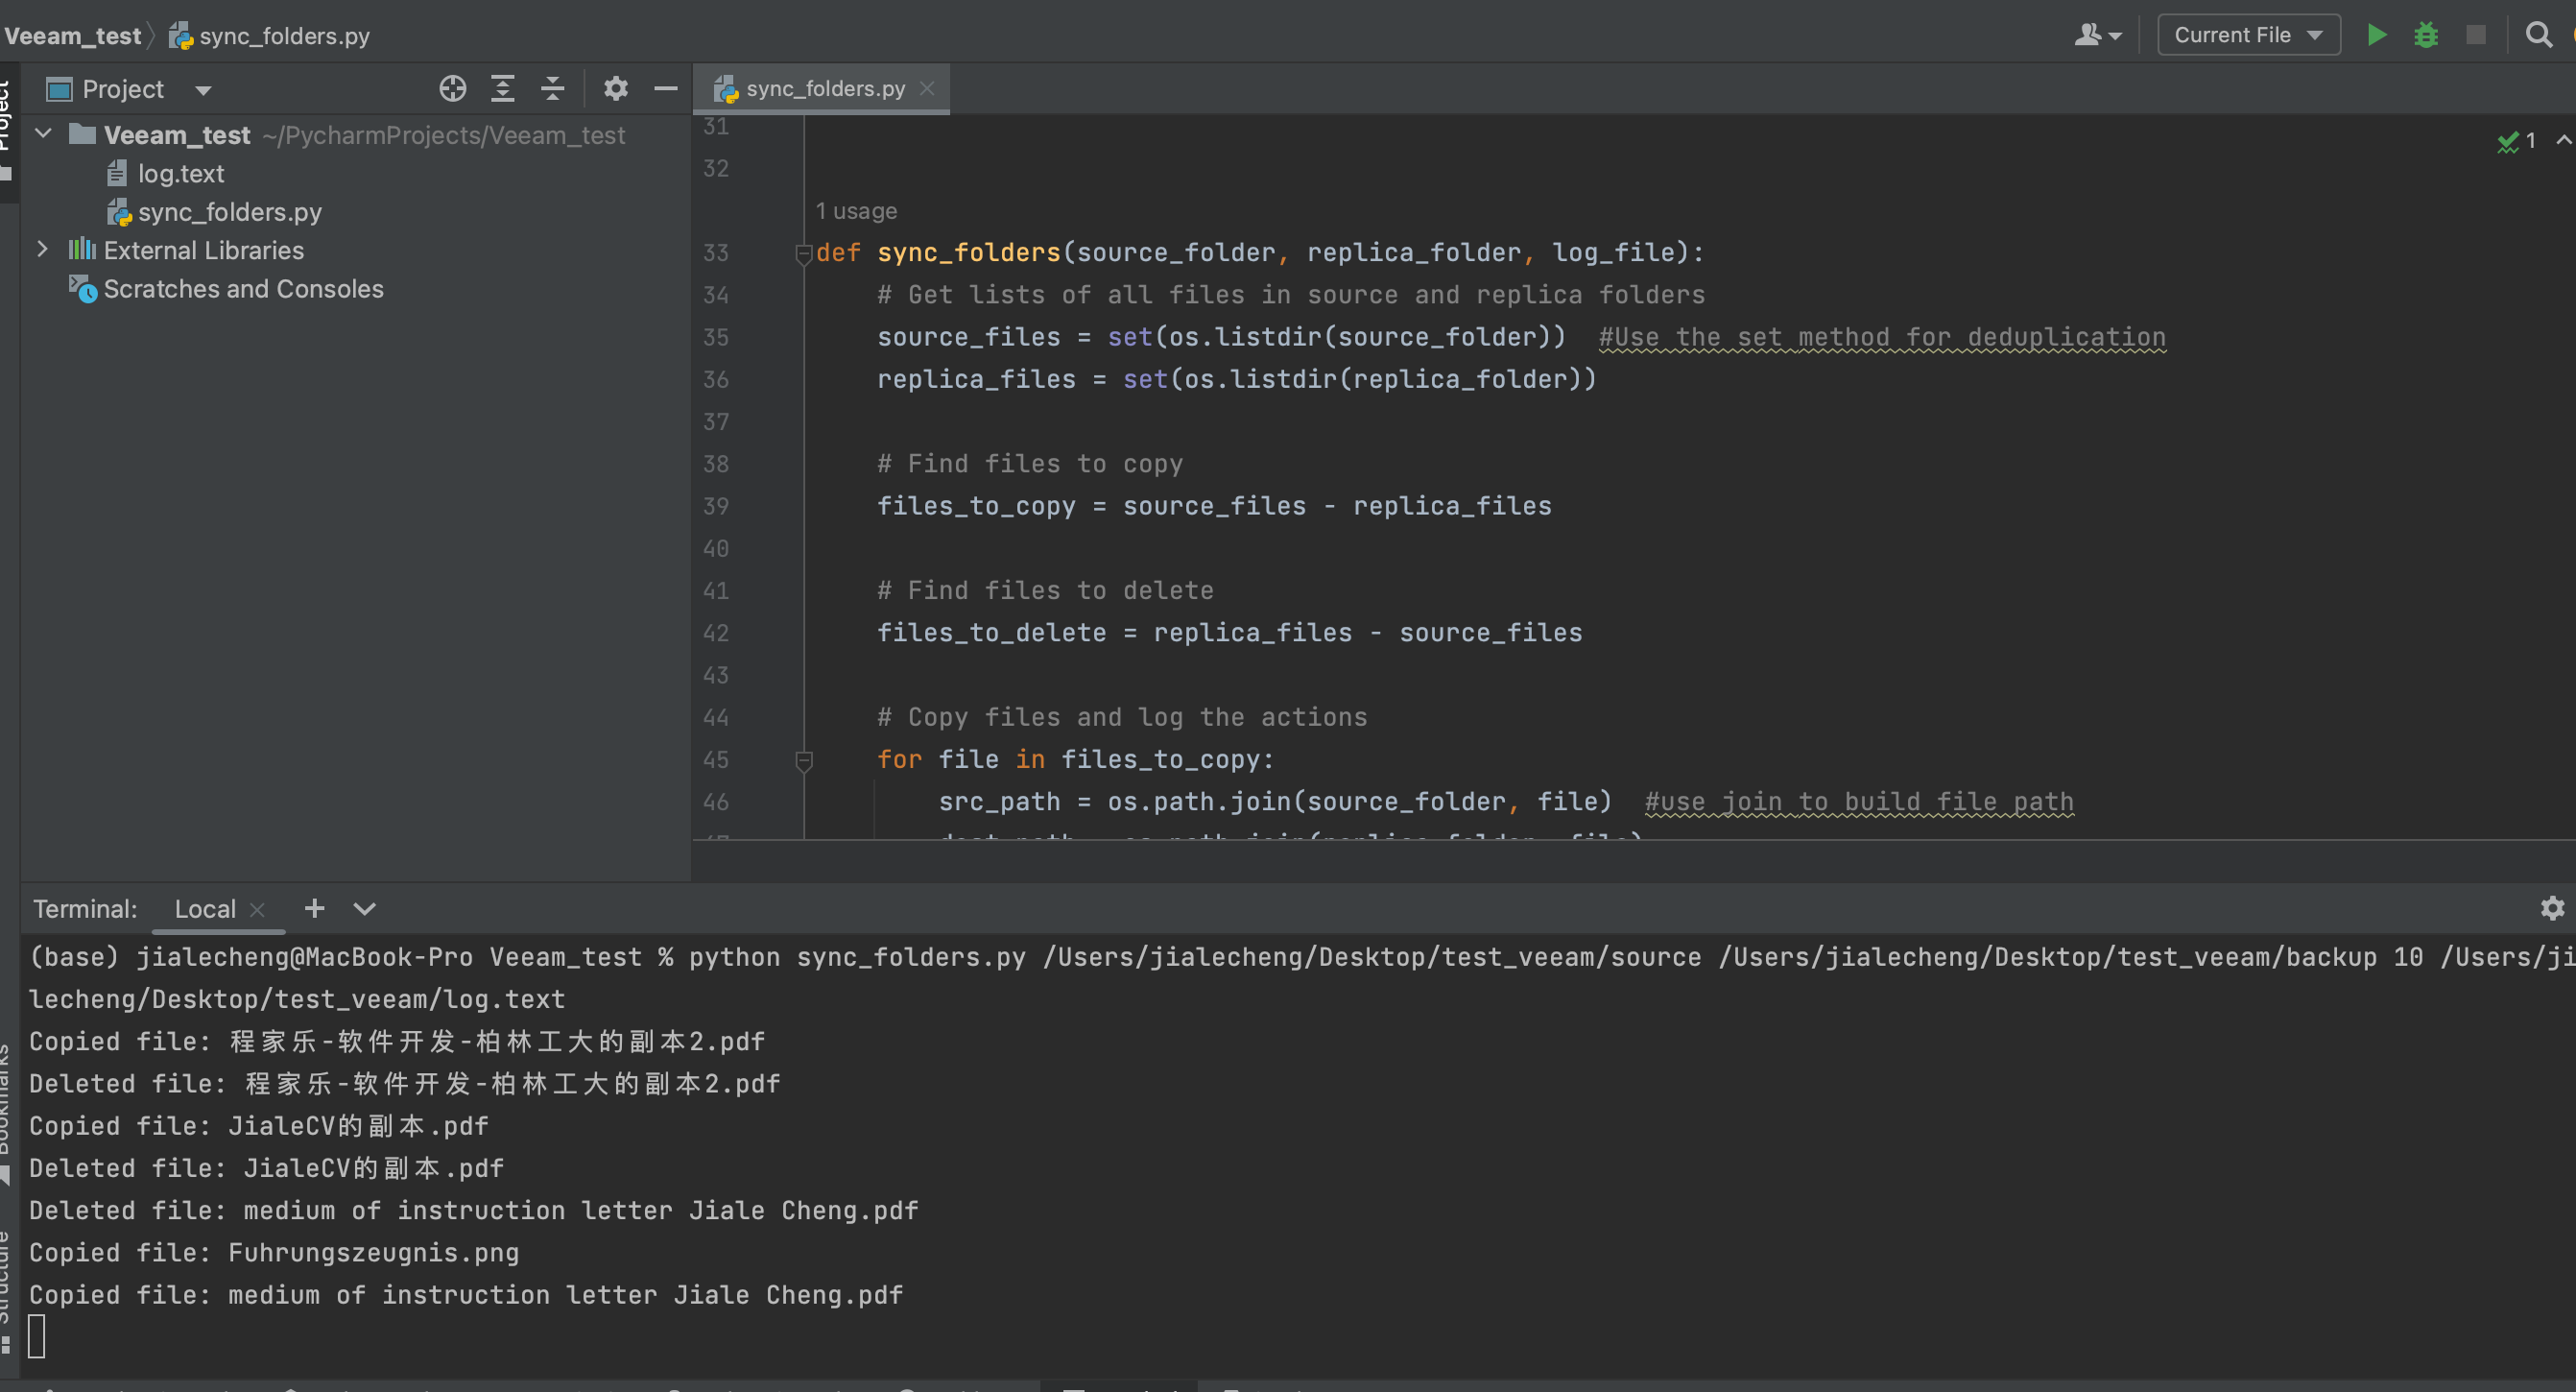 Veeam_test sync_folders.py Current File
Project sync_folders.py
Project
Veeam_test ~/PycharmProjects/Veeam_test
log.text
sync_folders.py
External Libraries
Scratches and Consoles
31
1
32
1 usage
33 def sync_folders(source_folder, replica_folder, log_file):
34 # Get lists of all files in source and replica folders
35 source_files = set(os.listdir(source_folder)) #Use the set method for deduplication
36 replica_files = set(os.listdir(replica_folder))
37
38 # Find files to copy
39 files_to_copy = source_files - replica_files
40
41 # Find files to delete
42 files_to_delete = replica_files - source_files
43
44 # Copy files and log the actions
45 for file in files_to_copy:
46 src_path = os.path.join(source_folder, file) #use join to build file path
Terminal: Local
(base) jialecheng@MacBook-Pro Veeam_test % python sync_folders.py /Users/jialecheng/Desktop/test_veeam/source /Users/jialecheng/Desktop/test_veeam/backup 10 /Users/ji
lecheng/Desktop/test_veeam/log.text
Copied file: 程家乐-软件开发-柏林工大的副本2.pdf
Deleted file: 程家乐-软件开发-柏林工大的副本2.pdf
Copied file: JialeCV的副本.pdf
Deleted file: JialeCV的副本.pdf
Deleted file: medium of instruction letter Jiale Cheng.pdf
Copied file: Fuhrungszeugnis.png
Copied file: medium of instruction letter Jiale Cheng.pdf
Bookmarks
Structure